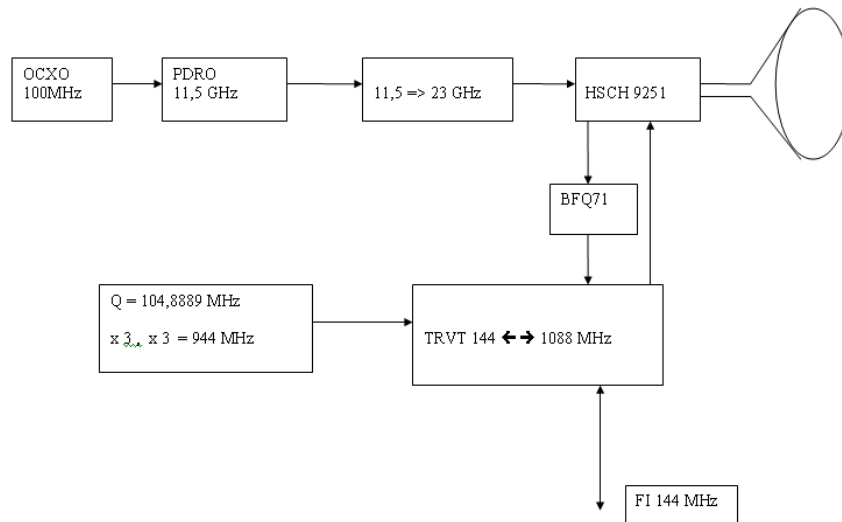 OCXO
100MHz
PDRO
11,5 GHz
11,5 => 23 GHz
HSCH 9251
BFQ71
Q = 104,8889 MHz
x 3 , x 3 = 944 MHz
TRVT 144 ↔ 1088 MHz
FI 144 MHz